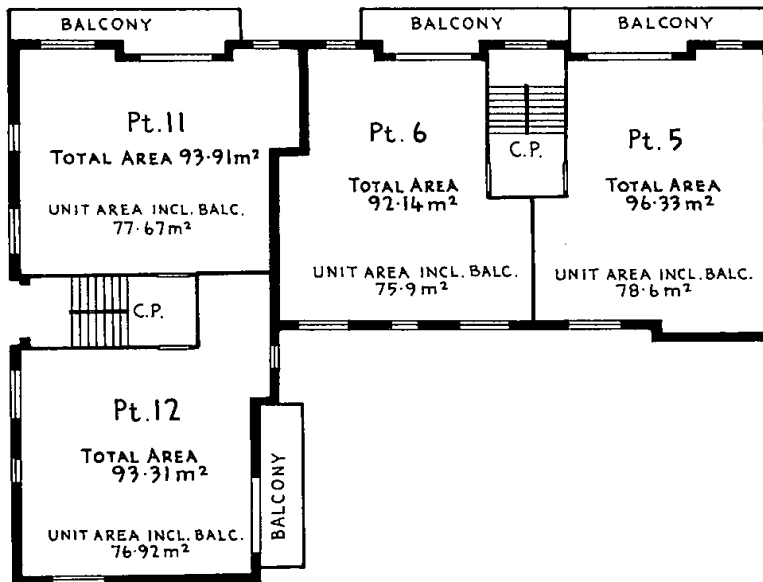 BALCONY
BALCONY
BALCONY
Pt.11
TOTAL AREA 93.91m²
UNIT AREA INCL. BALC.
77.67m²
Pt. 6
TOTAL AREA
92.14m²
UNIT AREA INCL. BALC.
75.9m²
C.P.
Pt. 5
TOTAL AREA
96.33m²
UNIT AREA INCL. BALC.
78.6m²
C.P.
Pt.12
TOTAL AREA
93.31m²
UNIT AREA INCL. BALC.
76.92m²
BALCONY